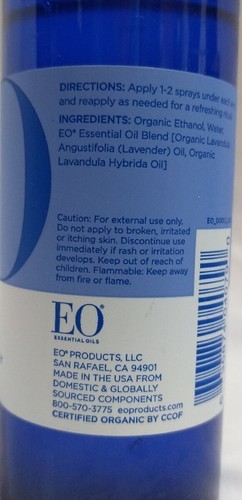 DIRECTIONS: Apply 1-2 sprays under each
and reapply as needed for a refreshing
INGREDIENTS: Organic Ethanol, Water,
EO® Essential Oil Blend [Organic Lavandula
Angustifolia (Lavender) Oil, Organic
Lavandula Hybrida Oil]
Caution: For external use only.
Do not apply to broken, irritated
or itching skin. Discontinue use
immediately if rash or irritation
develops. Keep out of reach of
children. Flammable: Keep away
from fire or flame.
EO®
ESSENTIAL OILS
EO® PRODUCTS, LLC
SAN RAFAEL, CA 94901
MADE IN THE USA FROM
DOMESTIC & GLOBALLY
SOURCED COMPONENTS
800-570-3775 eoproducts.com
CERTIFIED ORGANIC BY CCOF